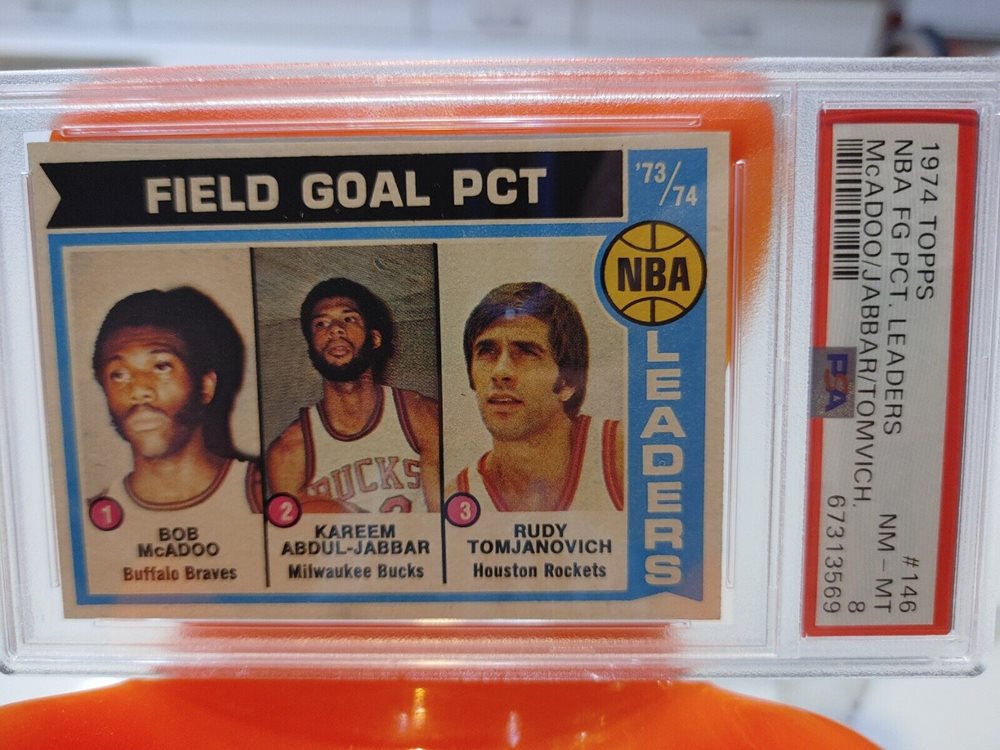 FIELD GOAL PCT
'73/74
NBA
LEADERS
BUCKS
1
2
3
BOB
McADOO
Buffalo Braves
KAREEM
ABDUL-JABBAR
Milwaukee Bucks
RUDY
TOMJANOVICH
Houston Rockets
1974 TOPPS #146
NBA FG PCT. LEADERS NM - MT
McADOO/JABBAR/TOMVICH. 8
PSA 67313569